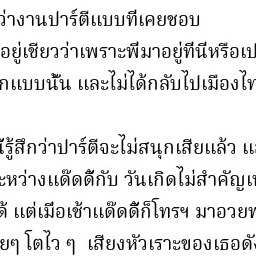 ว่างานปาร์ตีแบบทีเคยชอบ
อยู่เชียวว่าเพราะพีมาอยู่ทีนีหรือเป
กแบบนั้น และไม่ได้กลับไปเมืองไท
รู้สึกว่าปาร์ตีจะไม่สนุกเสียแล้ว แ
ะหว่างแด๊ดดีกับ วันเกิดไม่สำคัญเ
ด้ แต่เมือเช้าแด๊ดดีก็โทรฯ มาอวย
ยๆ โตไว ๆ เสียงหัวเราะของเธอดั